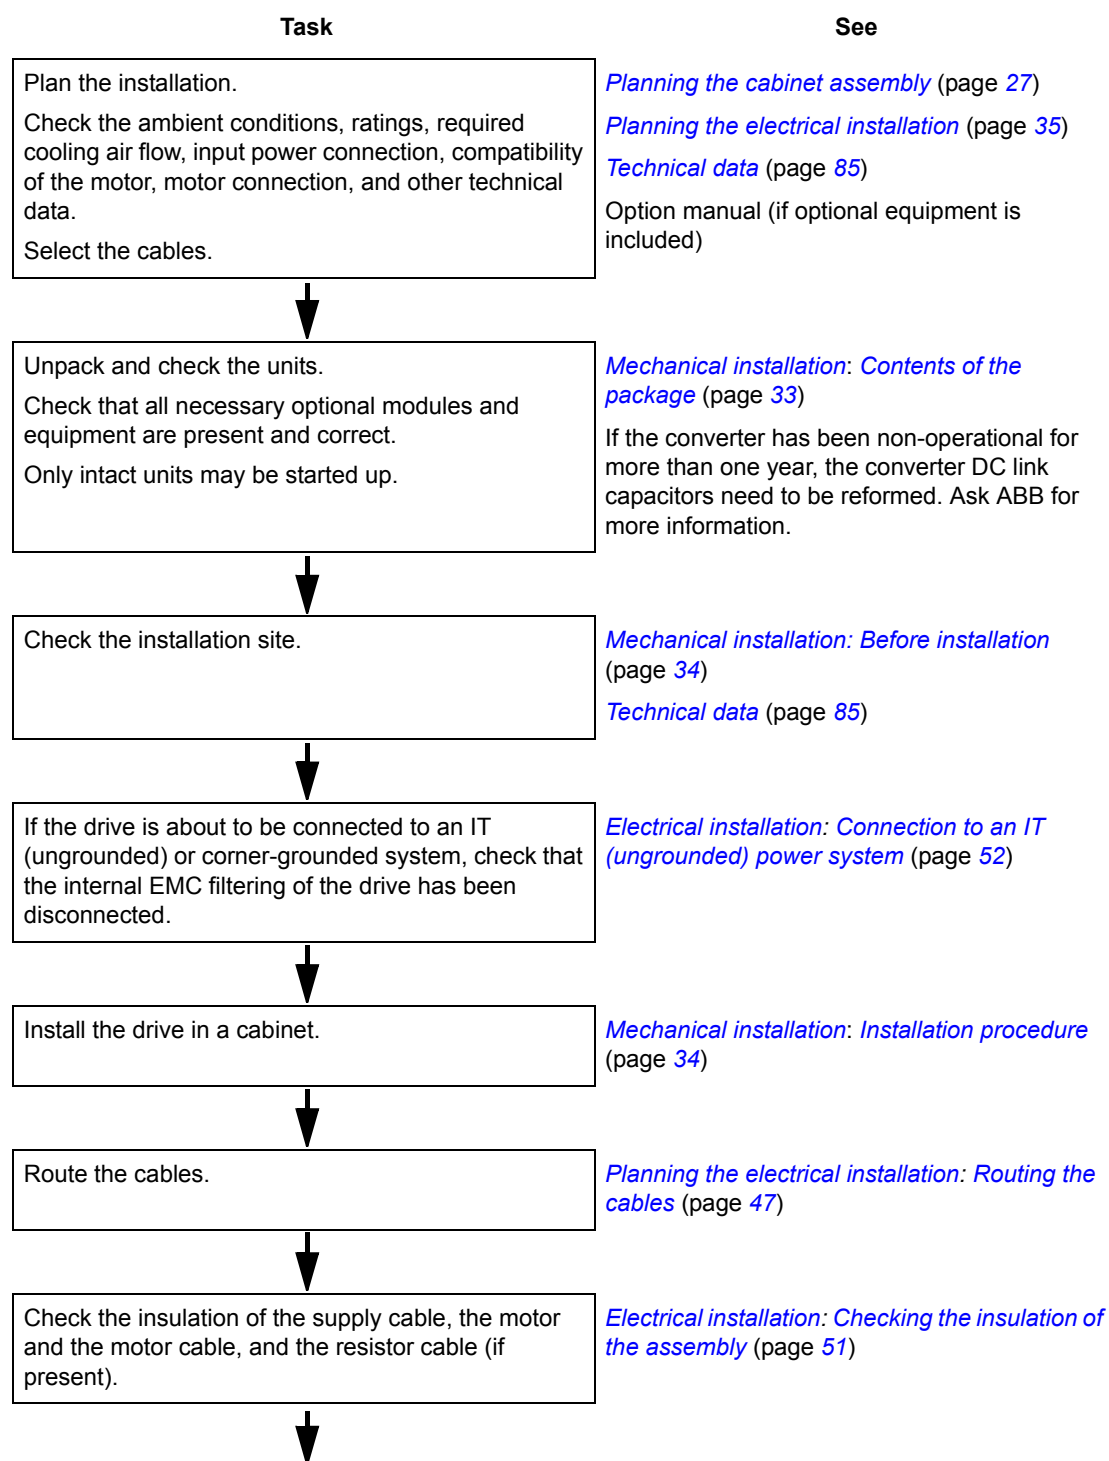 Task
See
Plan the installation.
Check the ambient conditions, ratings, required
cooling air flow, input power connection, compatibility
of the motor, motor connection, and other technical
data.
Select the cables.
Planning the cabinet assembly (page 27)
Planning the electrical installation (page 35)
Technical data (page 85)
Option manual (if optional equipment is
included)
Unpack and check the units.
Check that all necessary optional modules and
equipment are present and correct.
Only intact units may be started up.
Mechanical installation: Contents of the
package (page 33)
If the converter has been non-operational for
more than one year, the converter DC link
capacitors need to be reformed. Ask ABB for
more information.
Check the installation site.
Mechanical installation: Before installation
(page 34)
Technical data (page 85)
If the drive is about to be connected to an IT
(ungrounded) or corner-grounded system, check that
the internal EMC filtering of the drive has been
disconnected.
Electrical installation: Connection to an IT
(ungrounded) power system (page 52)
Install the drive in a cabinet.
Mechanical installation: Installation procedure
(page 34)
Route the cables.
Planning the electrical installation: Routing the
cables (page 47)
Check the insulation of the supply cable, the motor
and the motor cable, and the resistor cable (if
present).
Electrical installation: Checking the insulation of
the assembly (page 51)